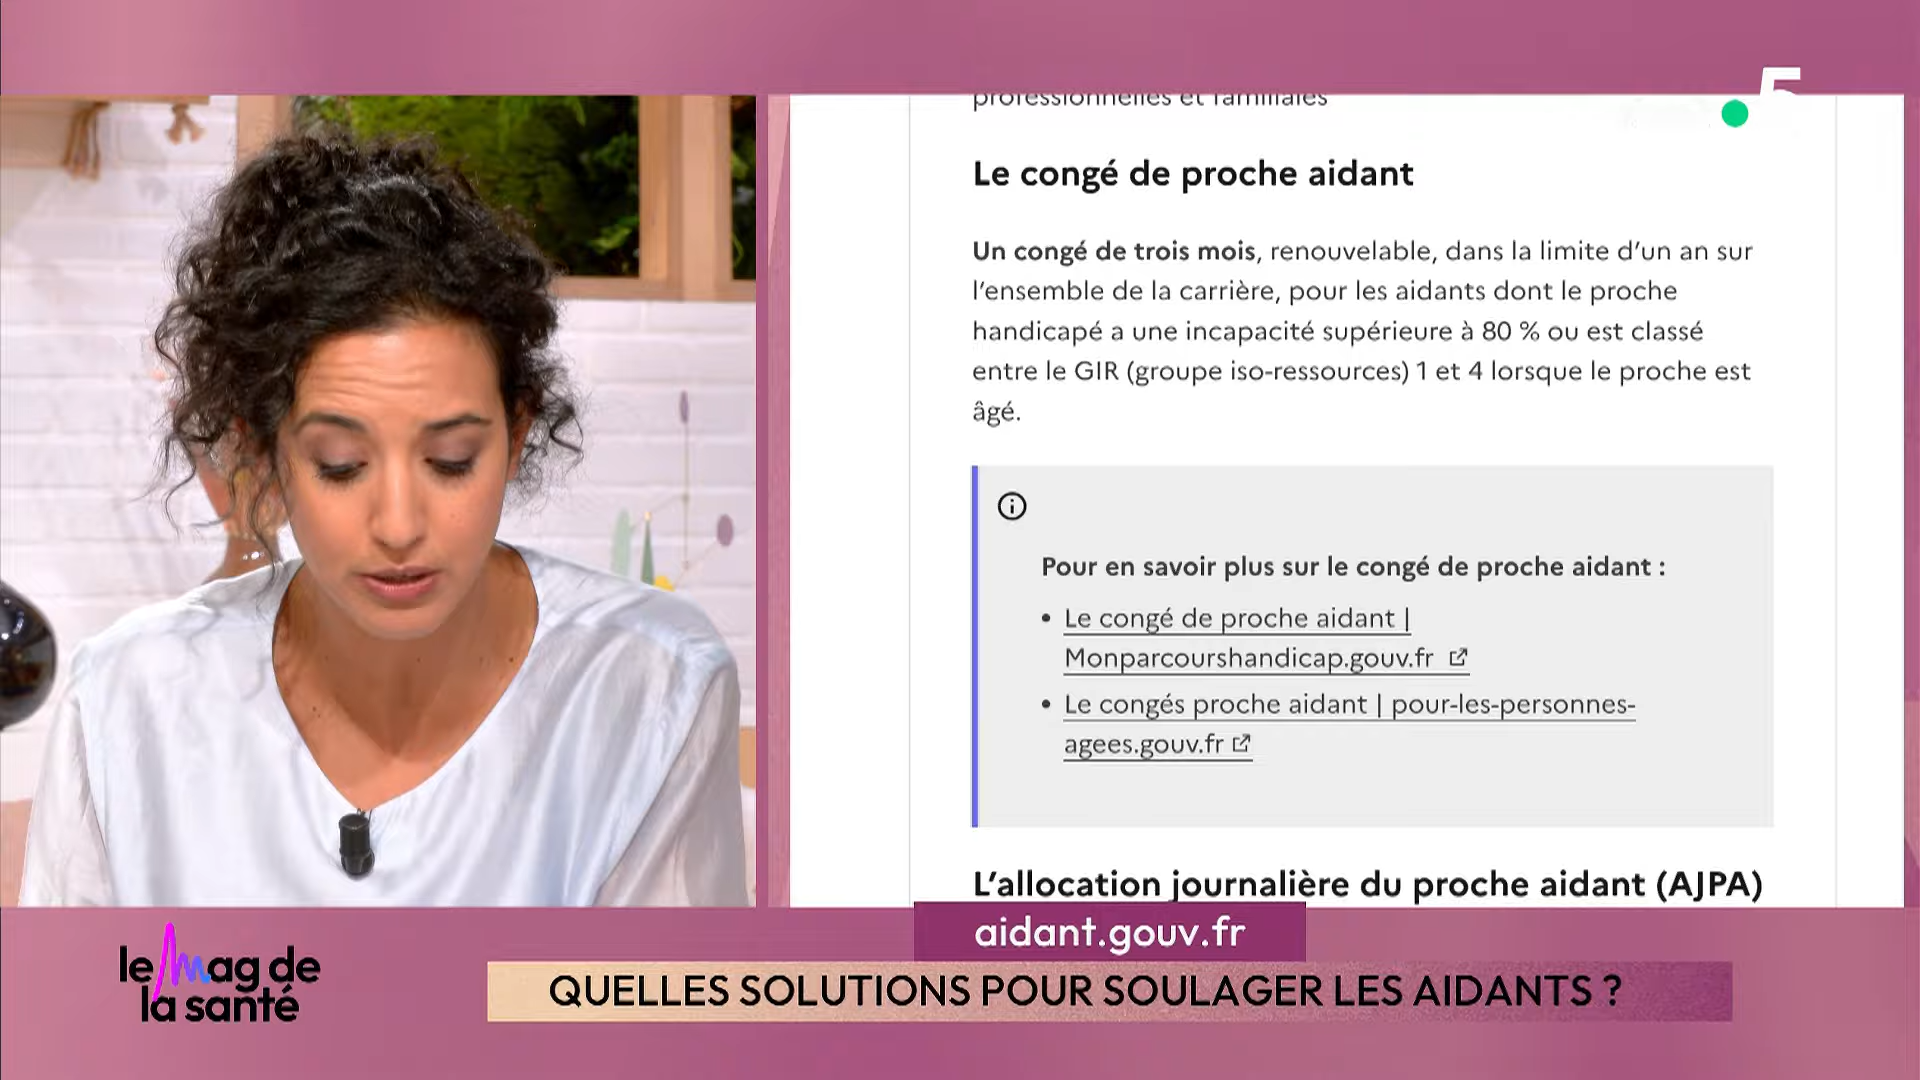 5
professionnelles et familiales
Le congé de proche aidant
Un congé de trois mois, renouvelable, dans la limite d’un an sur
l’ensemble de la carrière, pour les aidants dont le proche
handicapé a une incapacité supérieure à 80 % ou est classé
entre le GIR (groupe iso-ressources) 1 et 4 lorsque le proche est
âgé.
Pour en savoir plus sur le congé de proche aidant :
• Le congé de proche aidant |
Monparcourshandicap.gouv.fr
• Le congés proche aidant | pour-les-personnes-
agees.gouv.fr
L’allocation journalière du proche aidant (AJPA)
aidant.gouv.fr
le mag de
la santé
QUELLES SOLUTIONS POUR SOULAGER LES AIDANTS ?